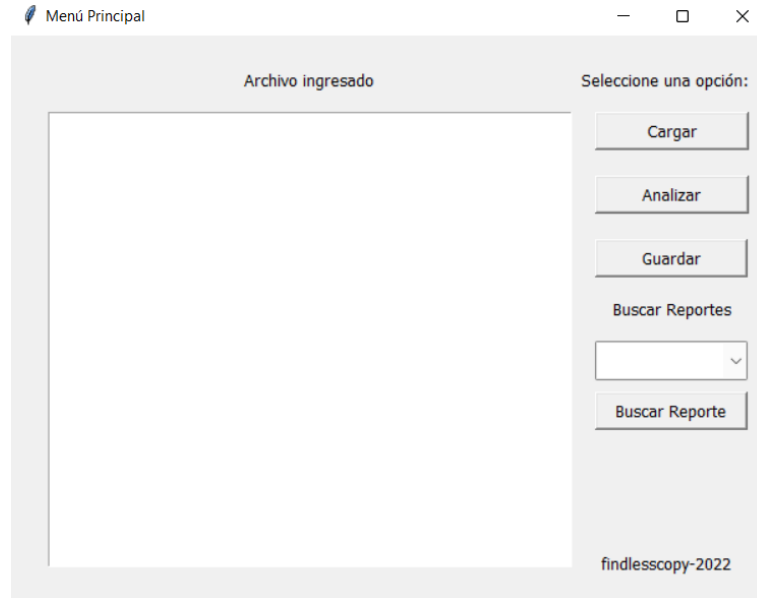 Menú Principal
Archivo ingresado
Seleccione una opción:
Cargar
Analizar
Guardar
Buscar Reportes
Buscar Reporte
findlesscopy-2022